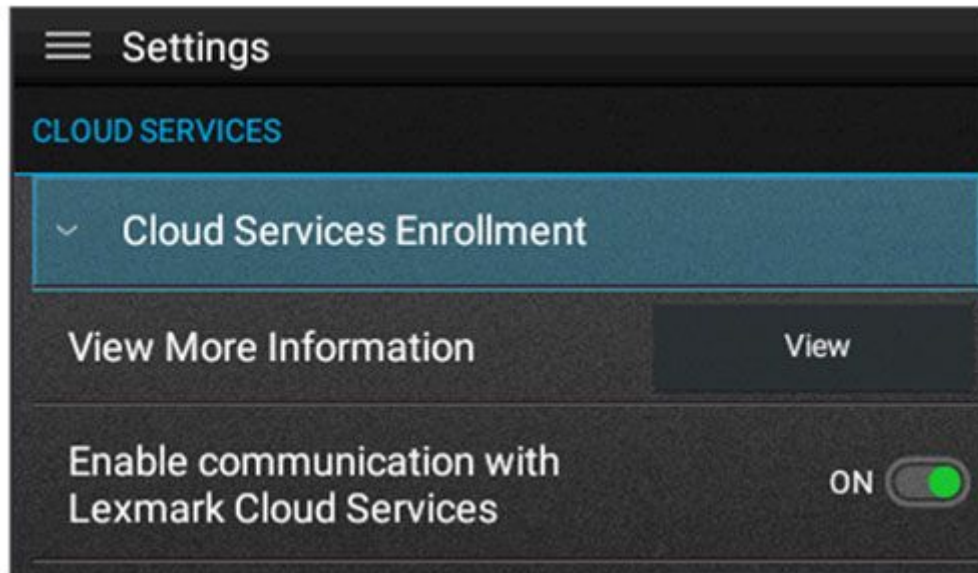 Settings
CLOUD SERVICES
Cloud Services Enrollment
View More Information
View
Enable communication with
Lexmark Cloud Services
ON